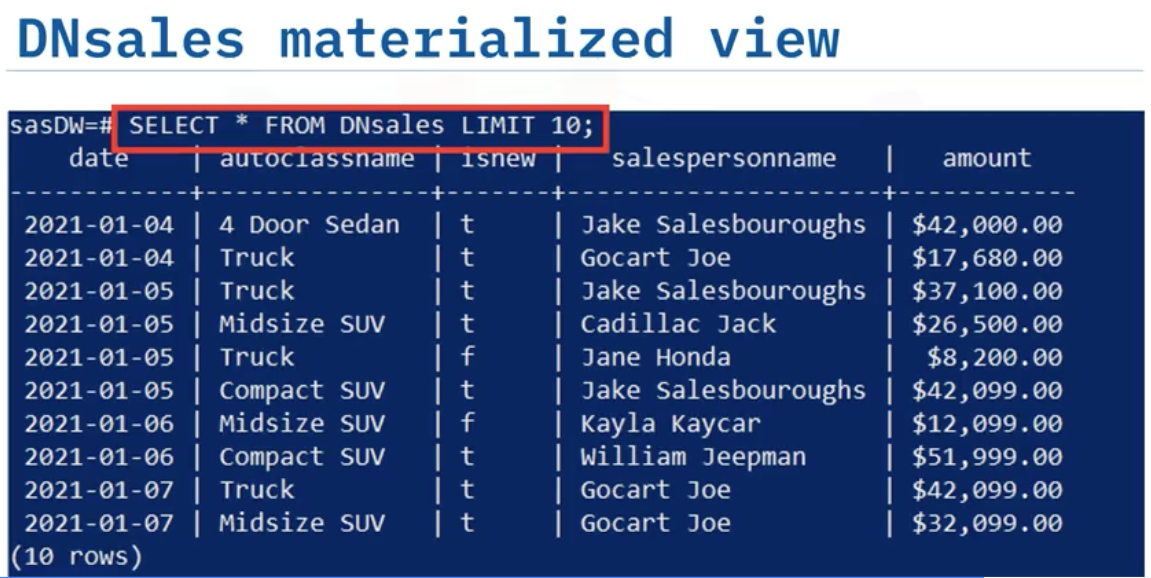 DNsales materialized view
sasDW=# SELECT * FROM DNsales LIMIT 10;
    date    | autoclassname | isnew |   salespersonname    |   amount
------------+---------------+-------+----------------------+------------
 2021-01-04 | 4 Door Sedan  | t     | Jake Salesbouroughs | $42,000.00
 2021-01-04 | Truck         | t     | Gocart Joe          | $17,680.00
 2021-01-05 | Truck         | t     | Jake Salesbouroughs | $37,100.00
 2021-01-05 | Midsize SUV   | t     | Cadillac Jack       | $26,500.00
 2021-01-05 | Truck         | f     | Jane Honda          |  $8,200.00
 2021-01-05 | Compact SUV   | t     | Jake Salesbouroughs | $42,099.00
 2021-01-06 | Midsize SUV   | f     | Kayla Kaycar        | $12,099.00
 2021-01-06 | Compact SUV   | t     | William Jeepman     | $51,999.00
 2021-01-07 | Truck         | t     | Gocart Joe          | $42,099.00
 2021-01-07 | Midsize SUV   | t     | Gocart Joe          | $32,099.00
(10 rows)